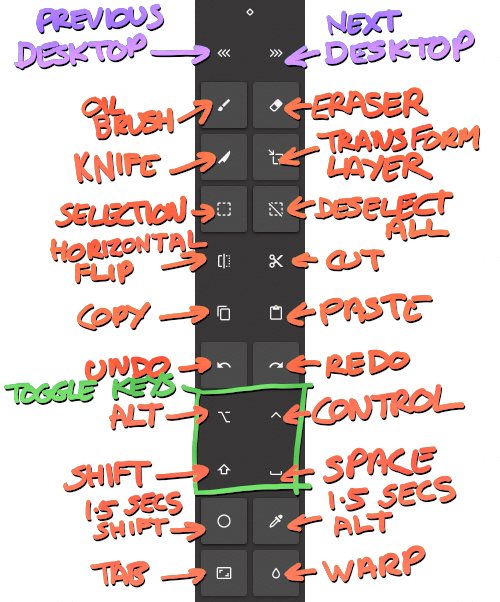 PREVIOUS
DESKTOP
NEXT
DESKTOP
OIL
BRUSH
ERASER
KNIFE
TRANSFORM
LAYER
SELECTION
DESELECT
ALL
HORIZONTAL
FLIP
CUT
COPY
PASTE
UNDO
REDO
TOGGLE KEYS
ALT
CONTROL
SHIFT
SPACE
1.5 SECS
SHIFT
1.5 SECS
ALT
TAB
WARP